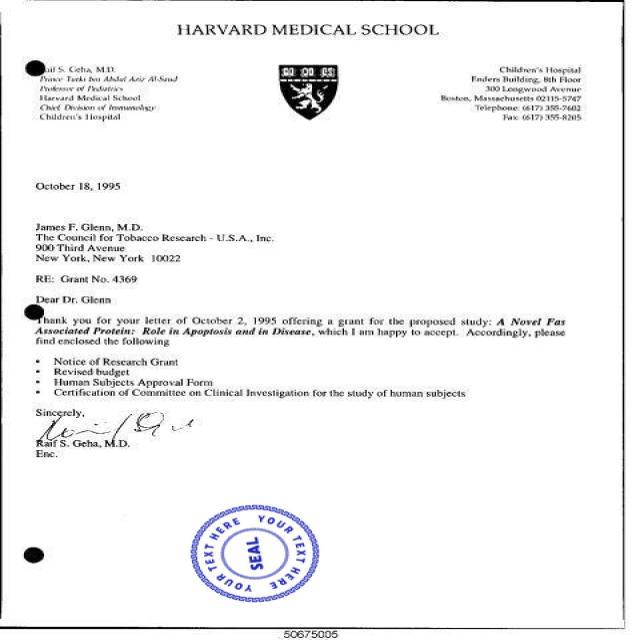 HARVARD MEDICAL SCHOOL
Raif S. Geha, M.D.
Prince Turki bin Abdul Aziz Al-Saud
Professor of Pediatrics
Harvard Medical School
Chief, Division of Immunology
Children's Hospital
Children's Hospital
Enders Building, 8th Floor
300 Longwood Avenue
Boston, Massachusetts 02115-5747
Telephone: (617) 355-7602
Fax: (617) 355-8205
October 18, 1995
James F. Glenn, M.D.
The Council for Tobacco Research - U.S.A., Inc.
900 Third Avenue
New York, New York 10022
RE: Grant No. 4369
Dear Dr. Glenn
Thank you for your letter of October 2, 1995 offering a grant for the proposed study: A Novel Fas
Associated Protein: Role in Apoptosis and in Disease, which I am happy to accept. Accordingly, please
find enclosed the following
• Notice of Research Grant
• Revised budget
• Human Subjects Approval Form
• Certification of Committee on Clinical Investigation for the study of human subjects
Sincerely,
Raif S. Geha, M.D.
Enc.
YOUR TEXT HERE YOUR TEXT HERE YOUR
SEAL
50675005